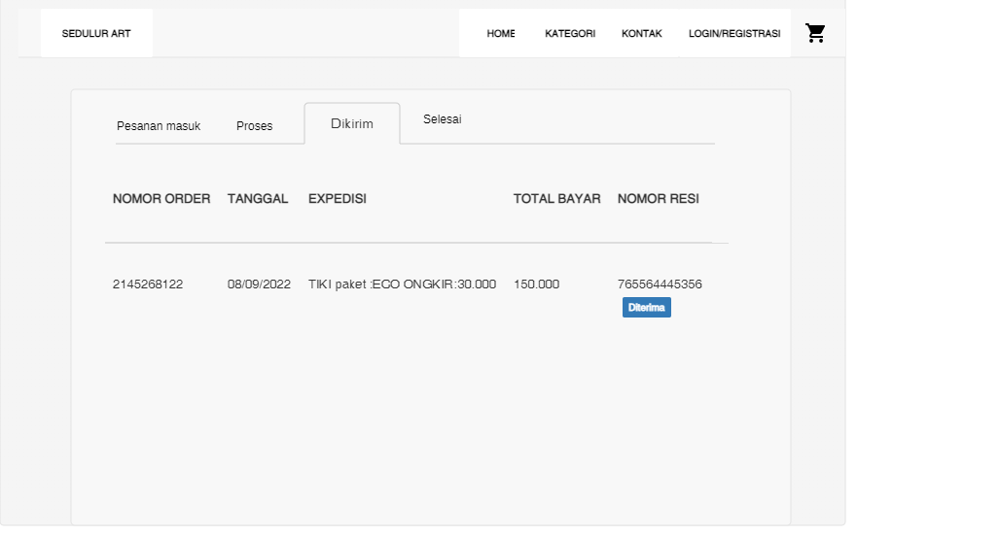 SEDULUR ART HOME KATEGORI KONTAK LOGIN/REGISTRASI
Pesanan masuk Proses Dikirim Selesai
NOMOR ORDER TANGGAL EXPEDISI TOTAL BAYAR NOMOR RESI
2145268122 08/09/2022 TIKI paket :ECO ONGKIR:30.000 150.000 765564445356
Diterima